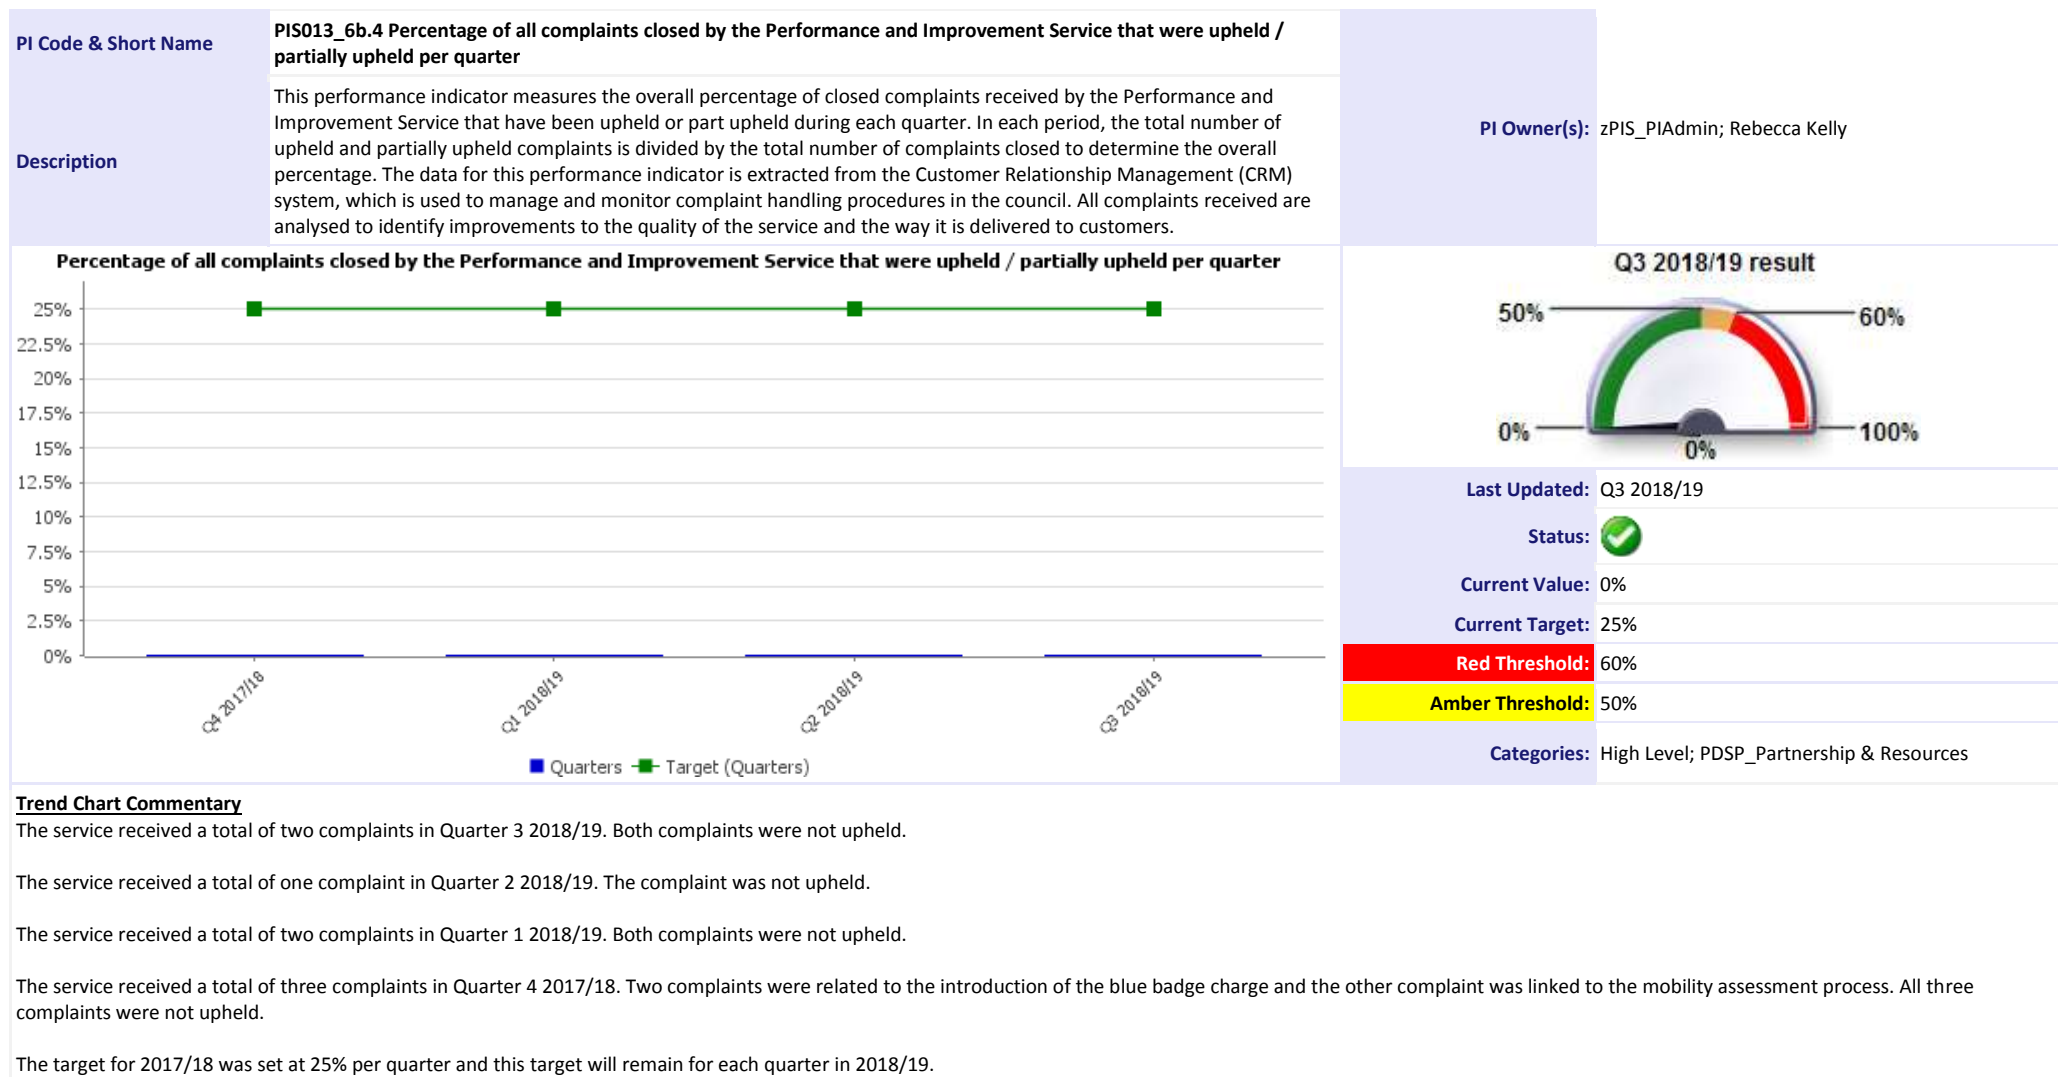 PI Code & Short Name
PIS013_6b.4 Percentage of all complaints closed by the Performance and Improvement Service that were upheld /
partially upheld per quarter
Description
This performance indicator measures the overall percentage of closed complaints received by the Performance and
Improvement Service that have been upheld or part upheld during each quarter. In each period, the total number of
upheld and partially upheld complaints is divided by the total number of complaints closed to determine the overall
percentage. The data for this performance indicator is extracted from the Customer Relationship Management (CRM)
system, which is used to manage and monitor complaint handling procedures in the council. All complaints received are
analysed to identify improvements to the quality of the service and the way it is delivered to customers.
PI Owner(s): zPIS_PIAdmin; Rebecca Kelly
Percentage of all complaints closed by the Performance and Improvement Service that were upheld / partially upheld per quarter
25%
22.5%
20%
17.5%
15%
12.5%
10%
7.5%
5%
2.5%
0%
Q4 2017/18
Q1 2018/19
Q2 2018/19
Q3 2018/19
Quarters Target (Quarters)
Q3 2018/19 result
50%
60%
0%
100%
0%
Last Updated: Q3 2018/19
Status:
Current Value: 0%
Current Target: 25%
Red Threshold: 60%
Amber Threshold: 50%
Categories: High Level; PDSP_Partnership & Resources
Trend Chart Commentary
The service received a total of two complaints in Quarter 3 2018/19. Both complaints were not upheld.
The service received a total of one complaint in Quarter 2 2018/19. The complaint was not upheld.
The service received a total of two complaints in Quarter 1 2018/19. Both complaints were not upheld.
The service received a total of three complaints in Quarter 4 2017/18. Two complaints were related to the introduction of the blue badge charge and the other complaint was linked to the mobility assessment process. All three
complaints were not upheld.
The target for 2017/18 was set at 25% per quarter and this target will remain for each quarter in 2018/19.